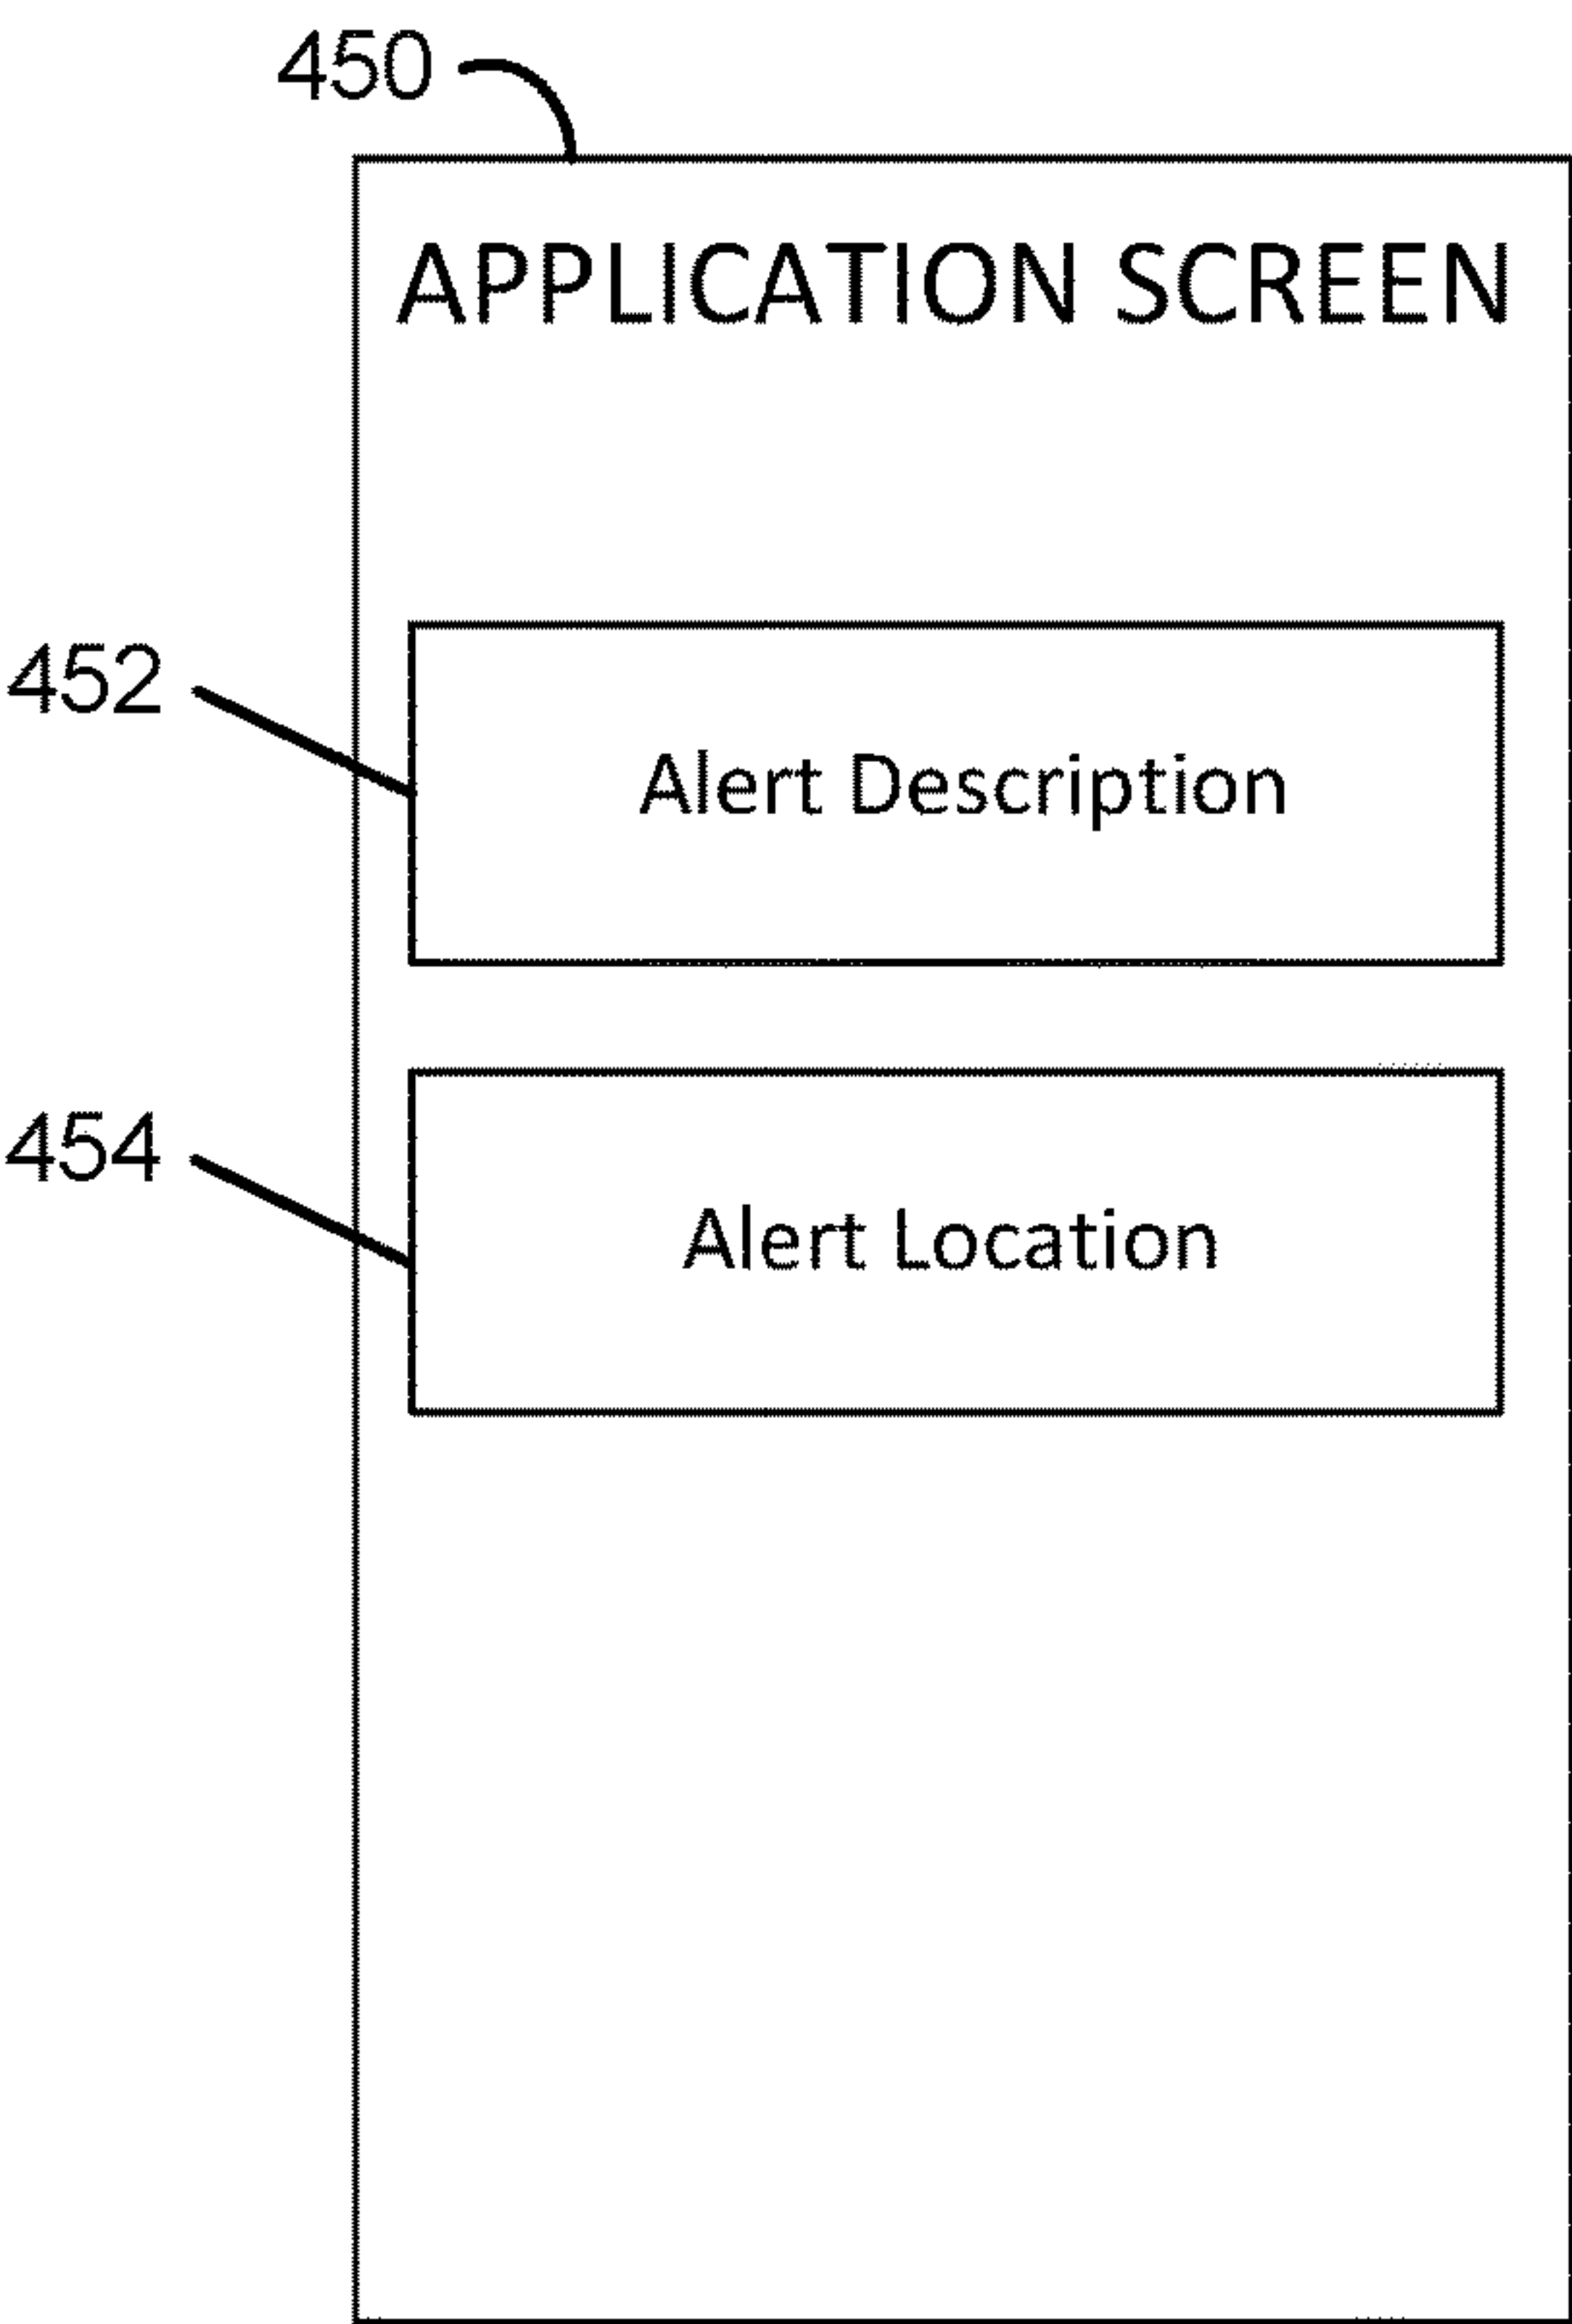 450
APPLICATION SCREEN
452
Alert Description
454
Alert Location